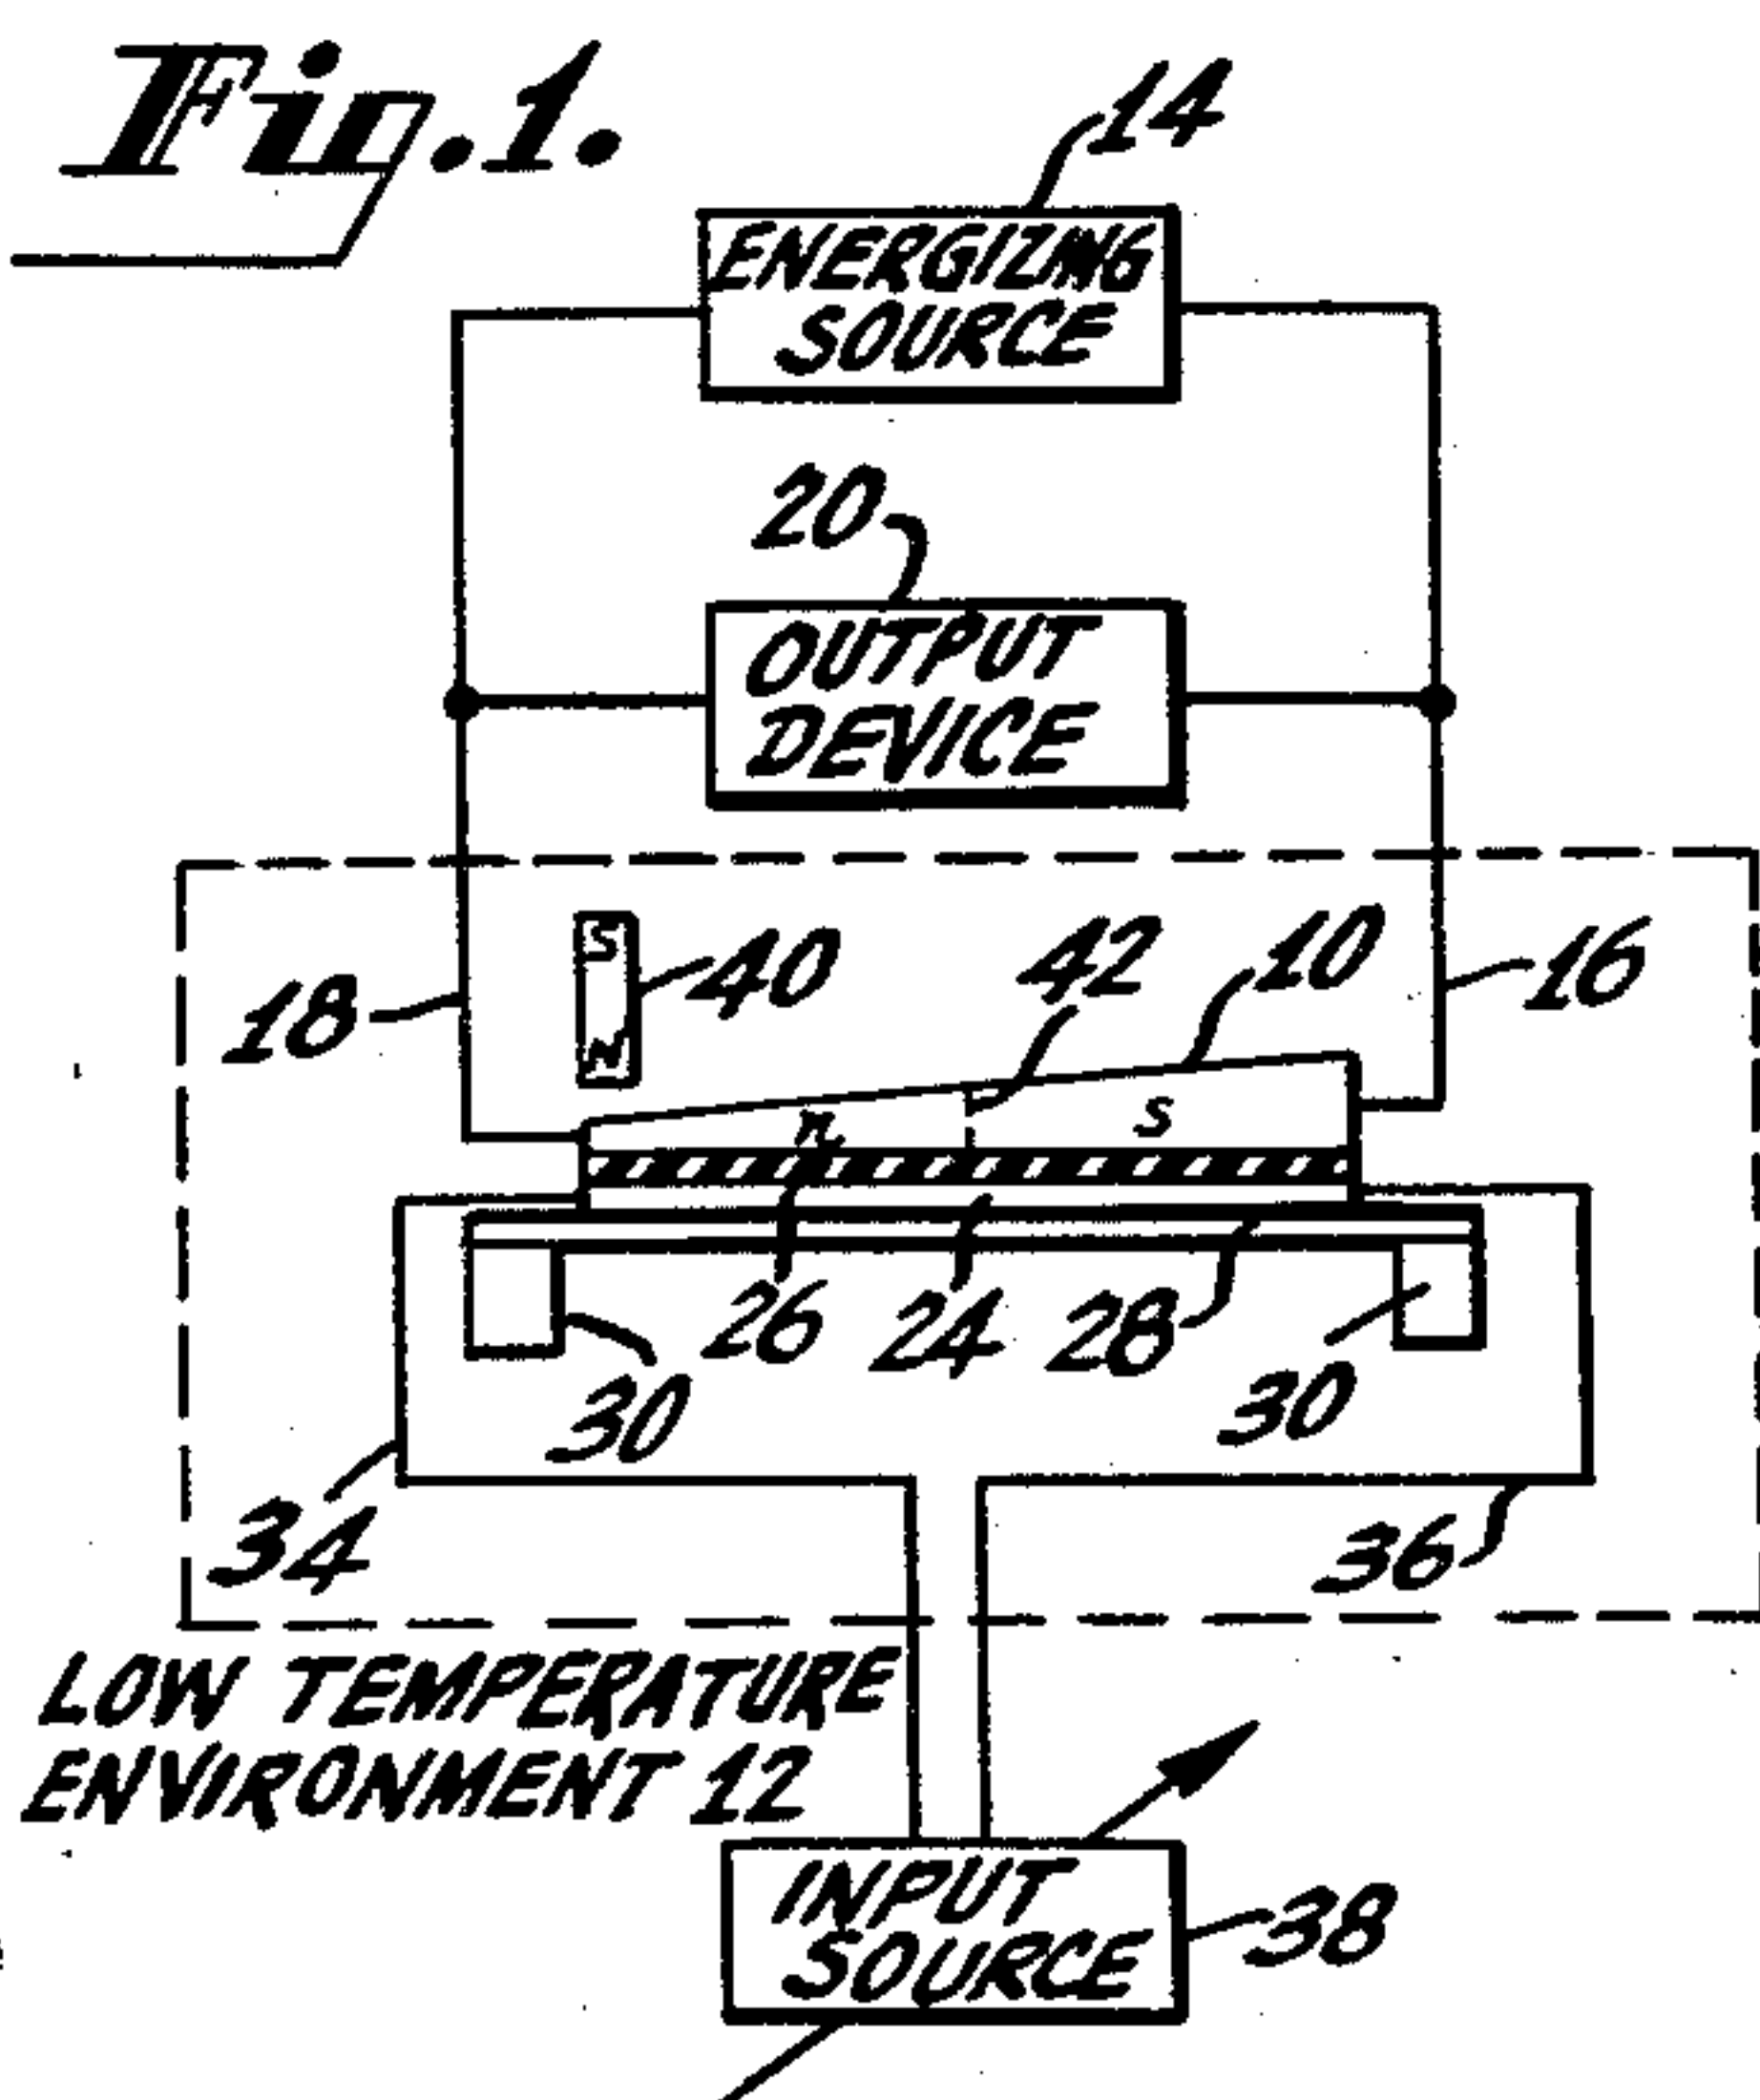 Fig.1.
14
ENERGIZING
SOURCE
20
OUTPUT
DEVICE
S
40
42
10
16
18
N
n
S
26
24
28
30
30
34
36
LOW TEMPERATURE
ENVIRONMENT 12
INPUT
SOURCE
38